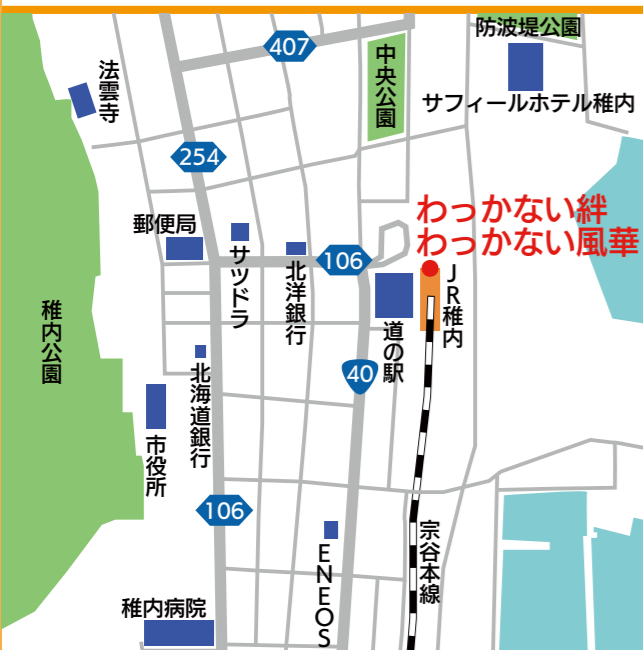 防波堤公園
407
中央公園
法雲寺
サフィールホテル稚内
254
わっかない絆
わっかない風華
郵便局
サツドラ
北洋銀行
106
JR稚内
道の駅
稚内公園
40
北海道銀行
市役所
106
宗谷本線
ENEOS
稚内病院